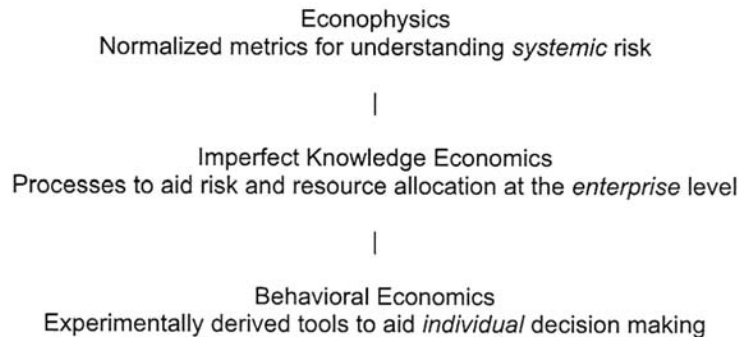 Econophysics
Normalized metrics for understanding systemic risk
|
Imperfect Knowledge Economics
Processes to aid risk and resource allocation at the enterprise level
|
Behavioral Economics
Experimentally derived tools to aid individual decision making